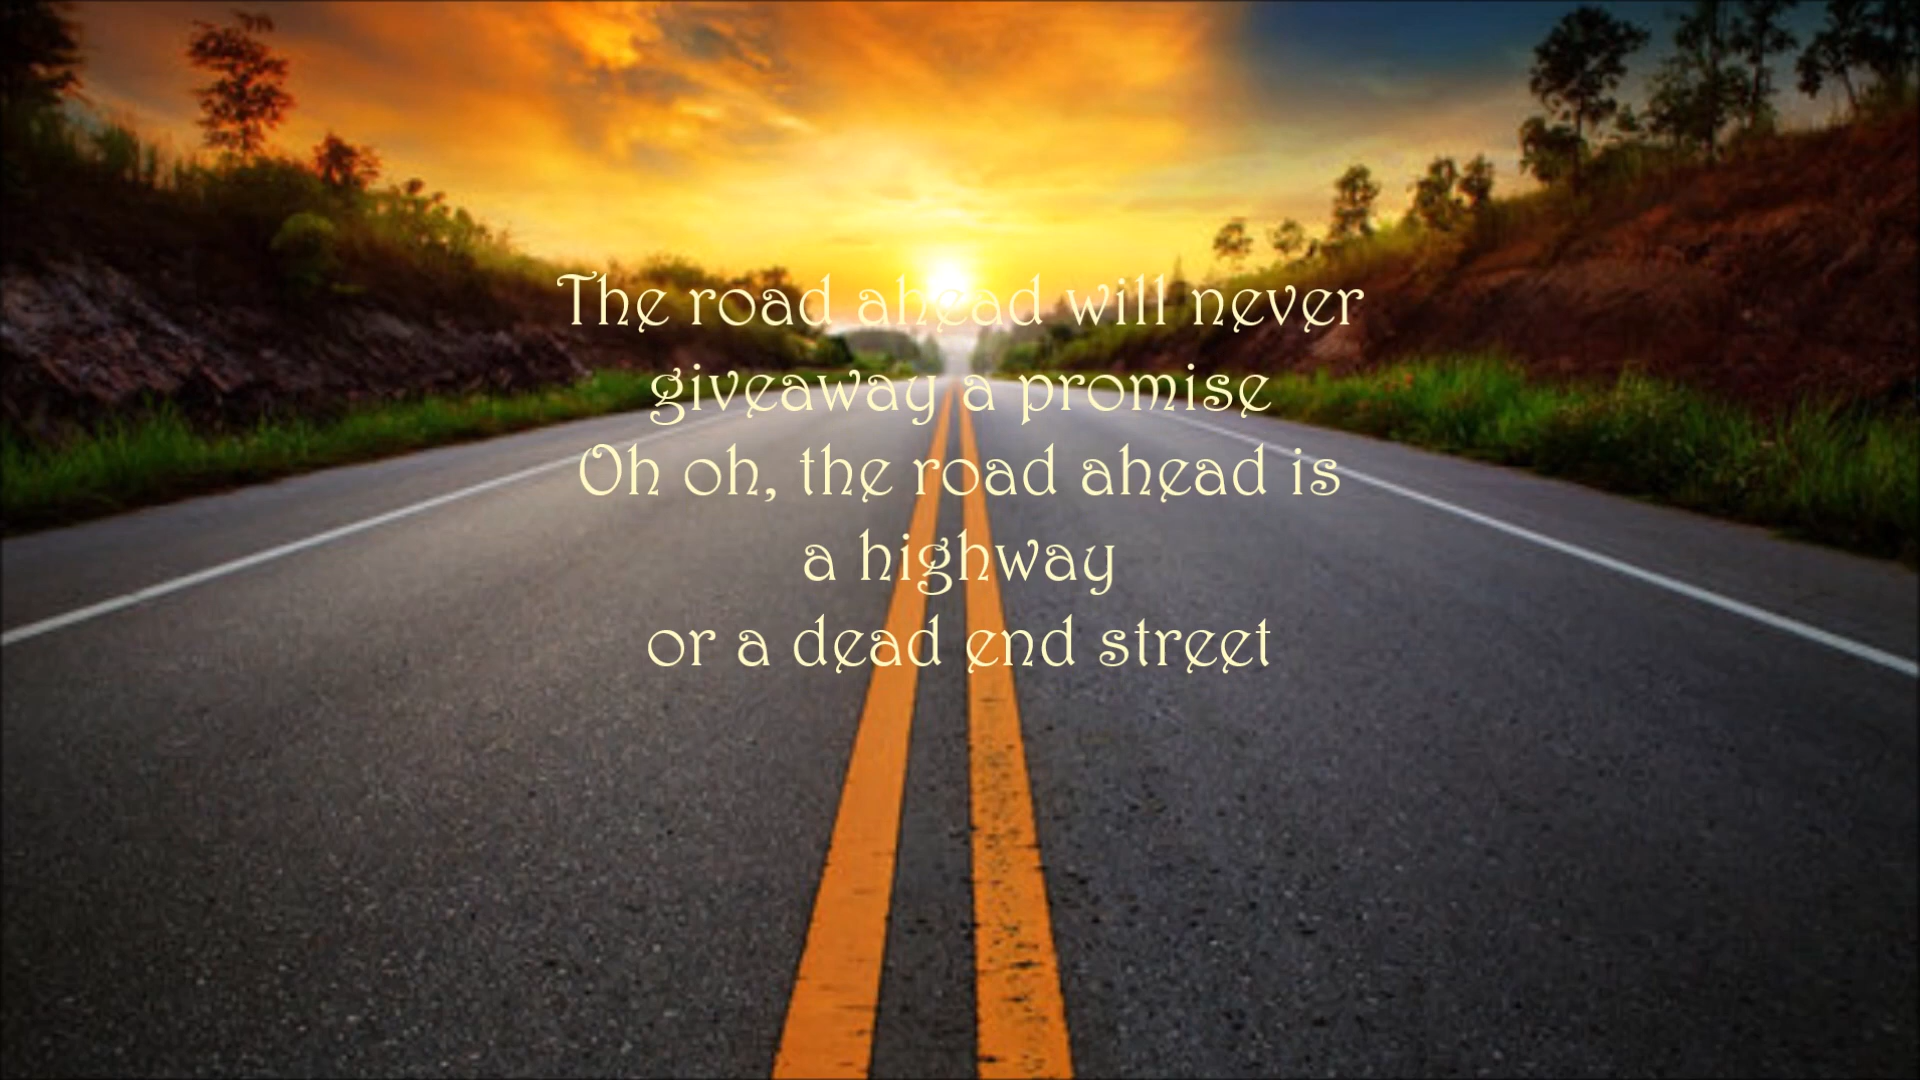 The road ahead will never
giveaway a promise
Oh oh, the road ahead is
a highway
or a dead end street